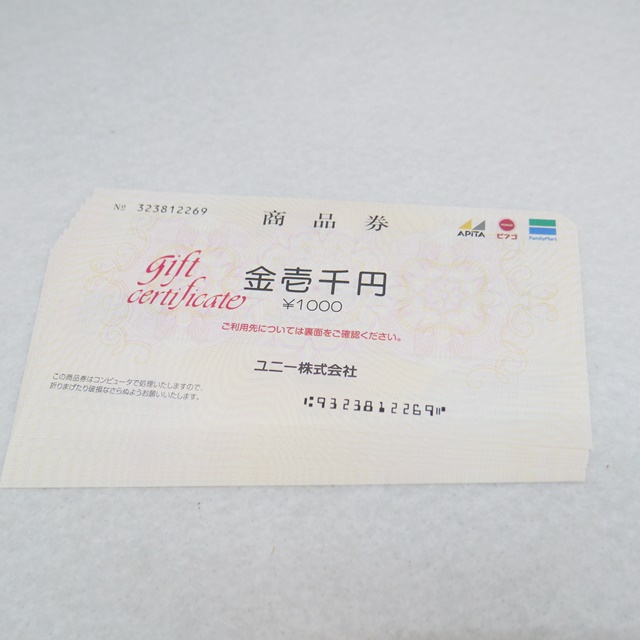 № 323812269
商品券
APiTA
ピアゴ
FamilyMart
gift
certificate
金壱千円
¥1000
ご利用先については裏面をご確認ください。
ユニー株式会社
この商品券はコンピュータで処理いたしますので、
折りまげたり破損なさらぬようお願いいたします。
⑆9323812269⑈